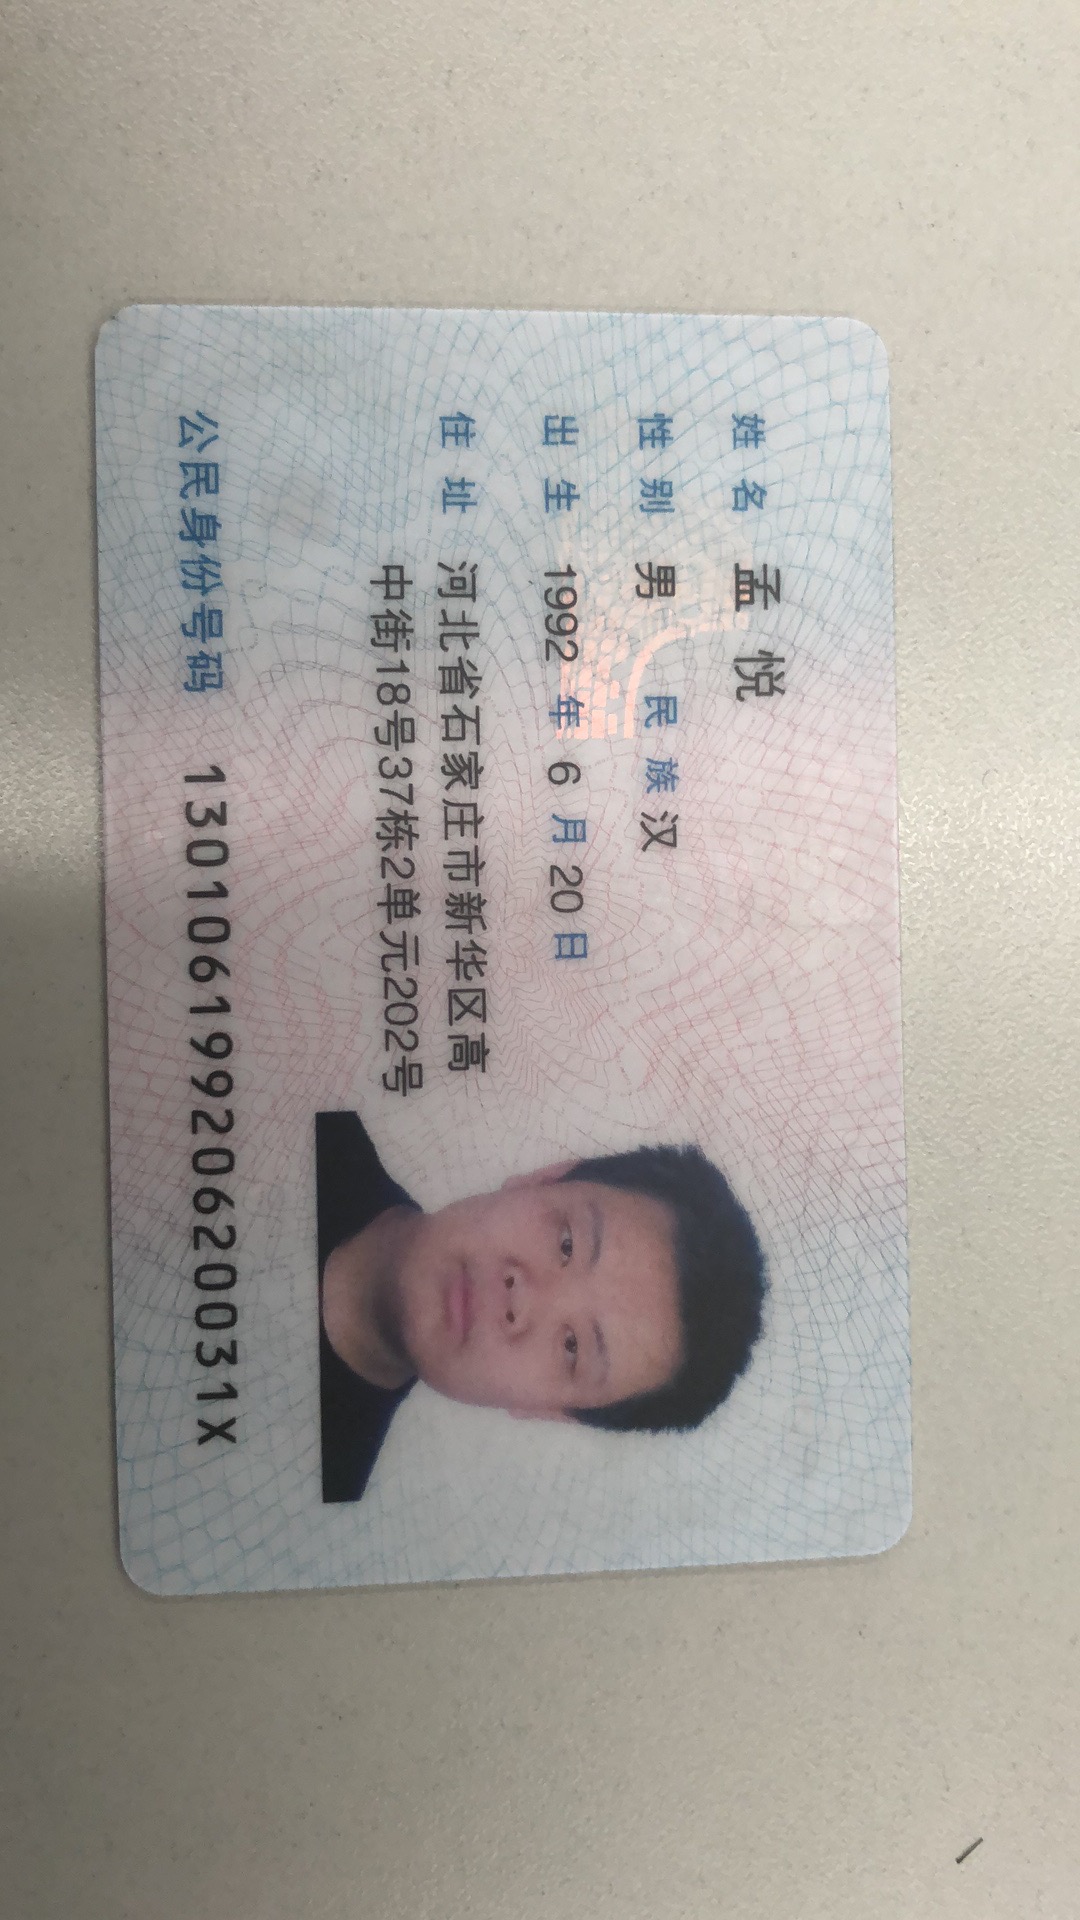 姓名 孟悦
性别 男 民族 汉
出生 1992 年 6 月 20 日
住址 河北省石家庄市新华区高
中街18号37栋2单元202号
公民身份号码 13010619920620031X